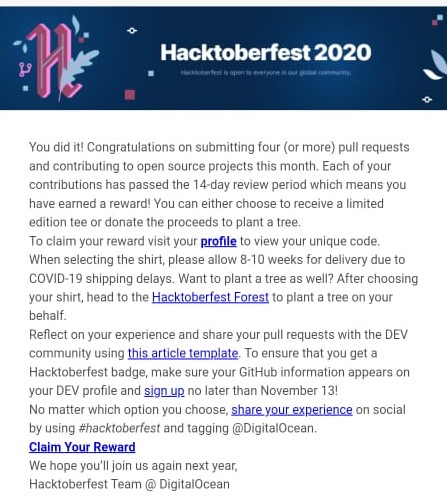 Hacktoberfest 2020
Hacktoberfest is open to everyone in our global community.
You did it! Congratulations on submitting four (or more) pull requests
and contributing to open source projects this month. Each of your
contributions has passed the 14-day review period which means you
have earned a reward! You can either choose to receive a limited
edition tee or donate the proceeds to plant a tree.
To claim your reward visit your profile to view your unique code.
When selecting the shirt, please allow 8-10 weeks for delivery due to
COVID-19 shipping delays. Want to plant a tree as well? After choosing
your shirt, head to the Hacktoberfest Forest to plant a tree on your
behalf.
Reflect on your experience and share your pull requests with the DEV
community using this article template. To ensure that you get a
Hacktoberfest badge, make sure your GitHub information appears on
your DEV profile and sign up no later than November 13!
No matter which option you choose, share your experience on social
by using #hacktoberfest and tagging @DigitalOcean.
Claim Your Reward
We hope you’ll join us again next year,
Hacktoberfest Team @ DigitalOcean